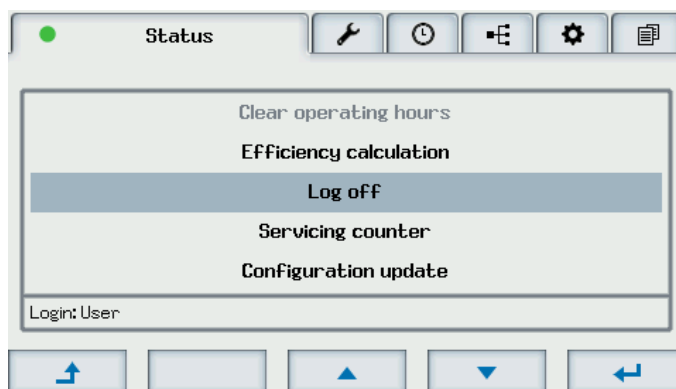 Status
Clear operating hours
Efficiency calculation
Log off
Servicing counter
Configuration update
Login: User